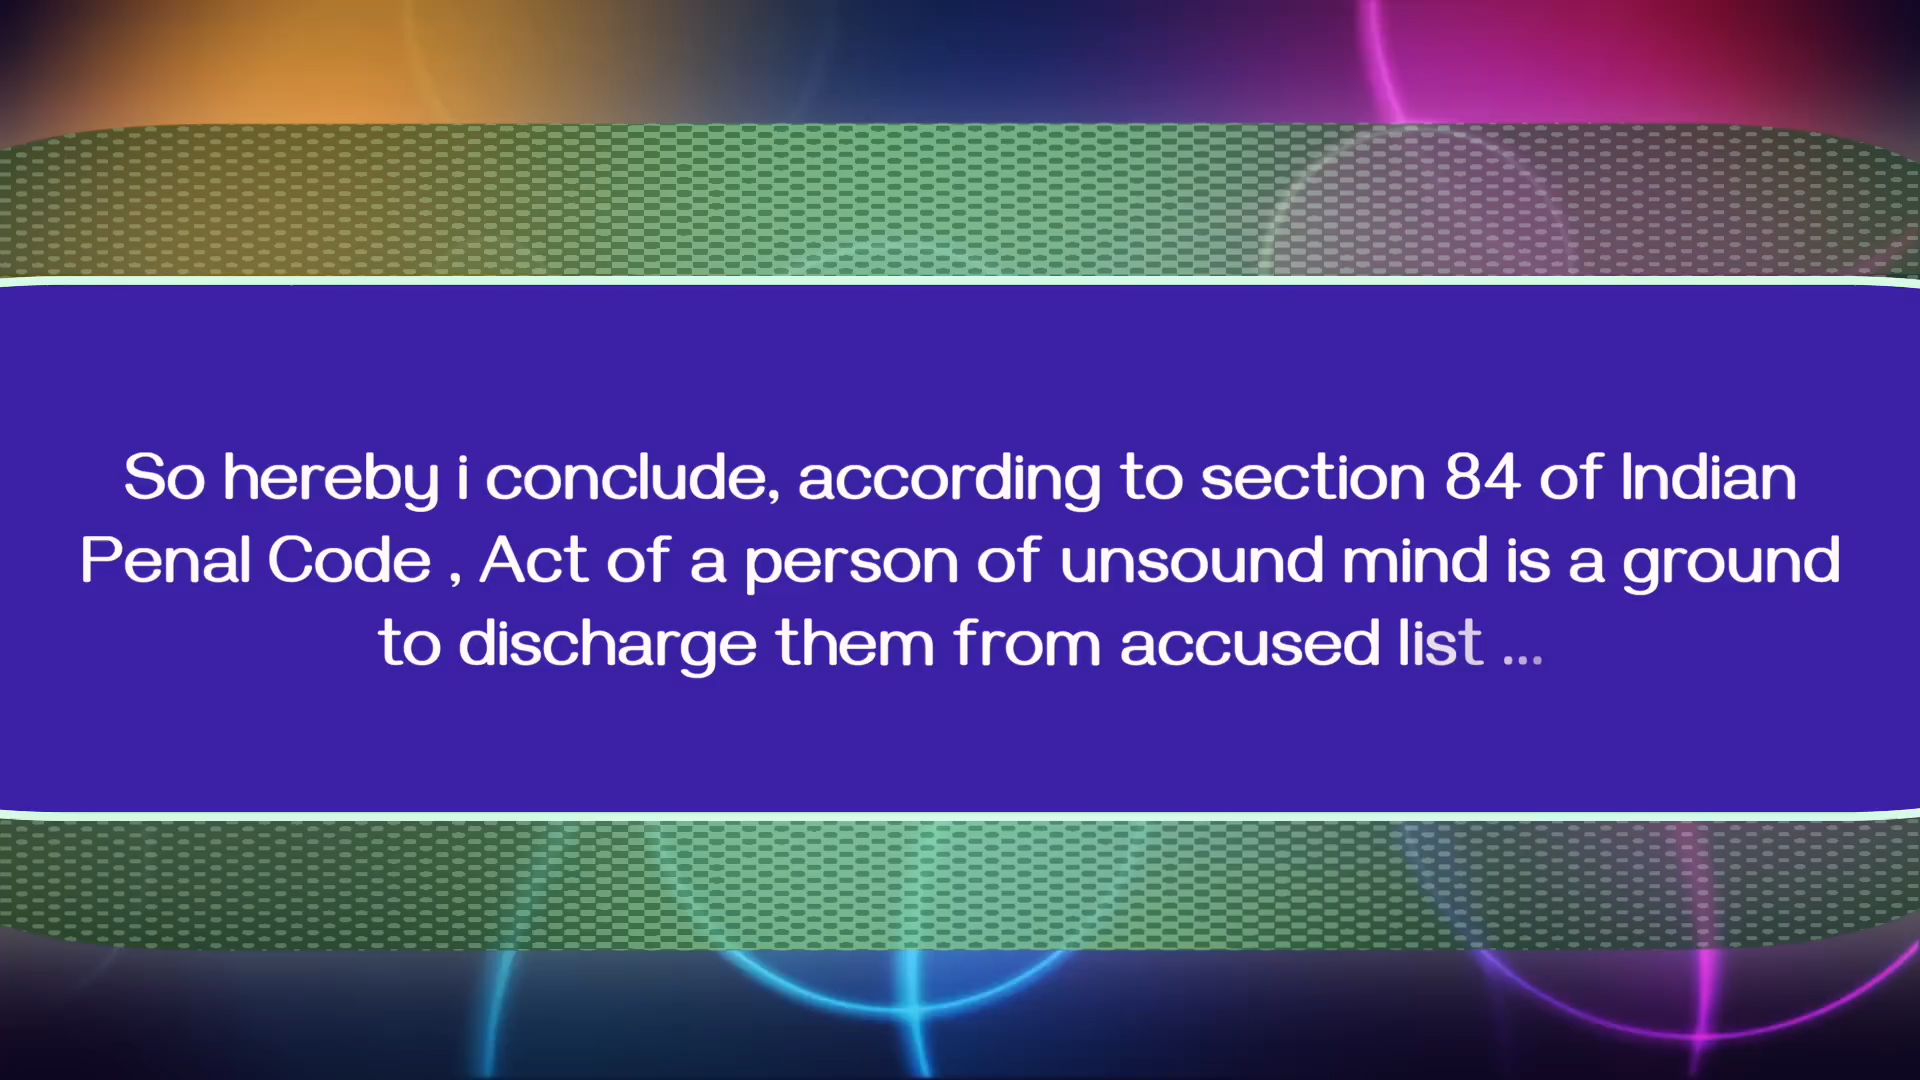 So hereby i conclude, according to section 84 of Indian
Penal Code , Act of a person of unsound mind is a ground
to discharge them from accused list ...